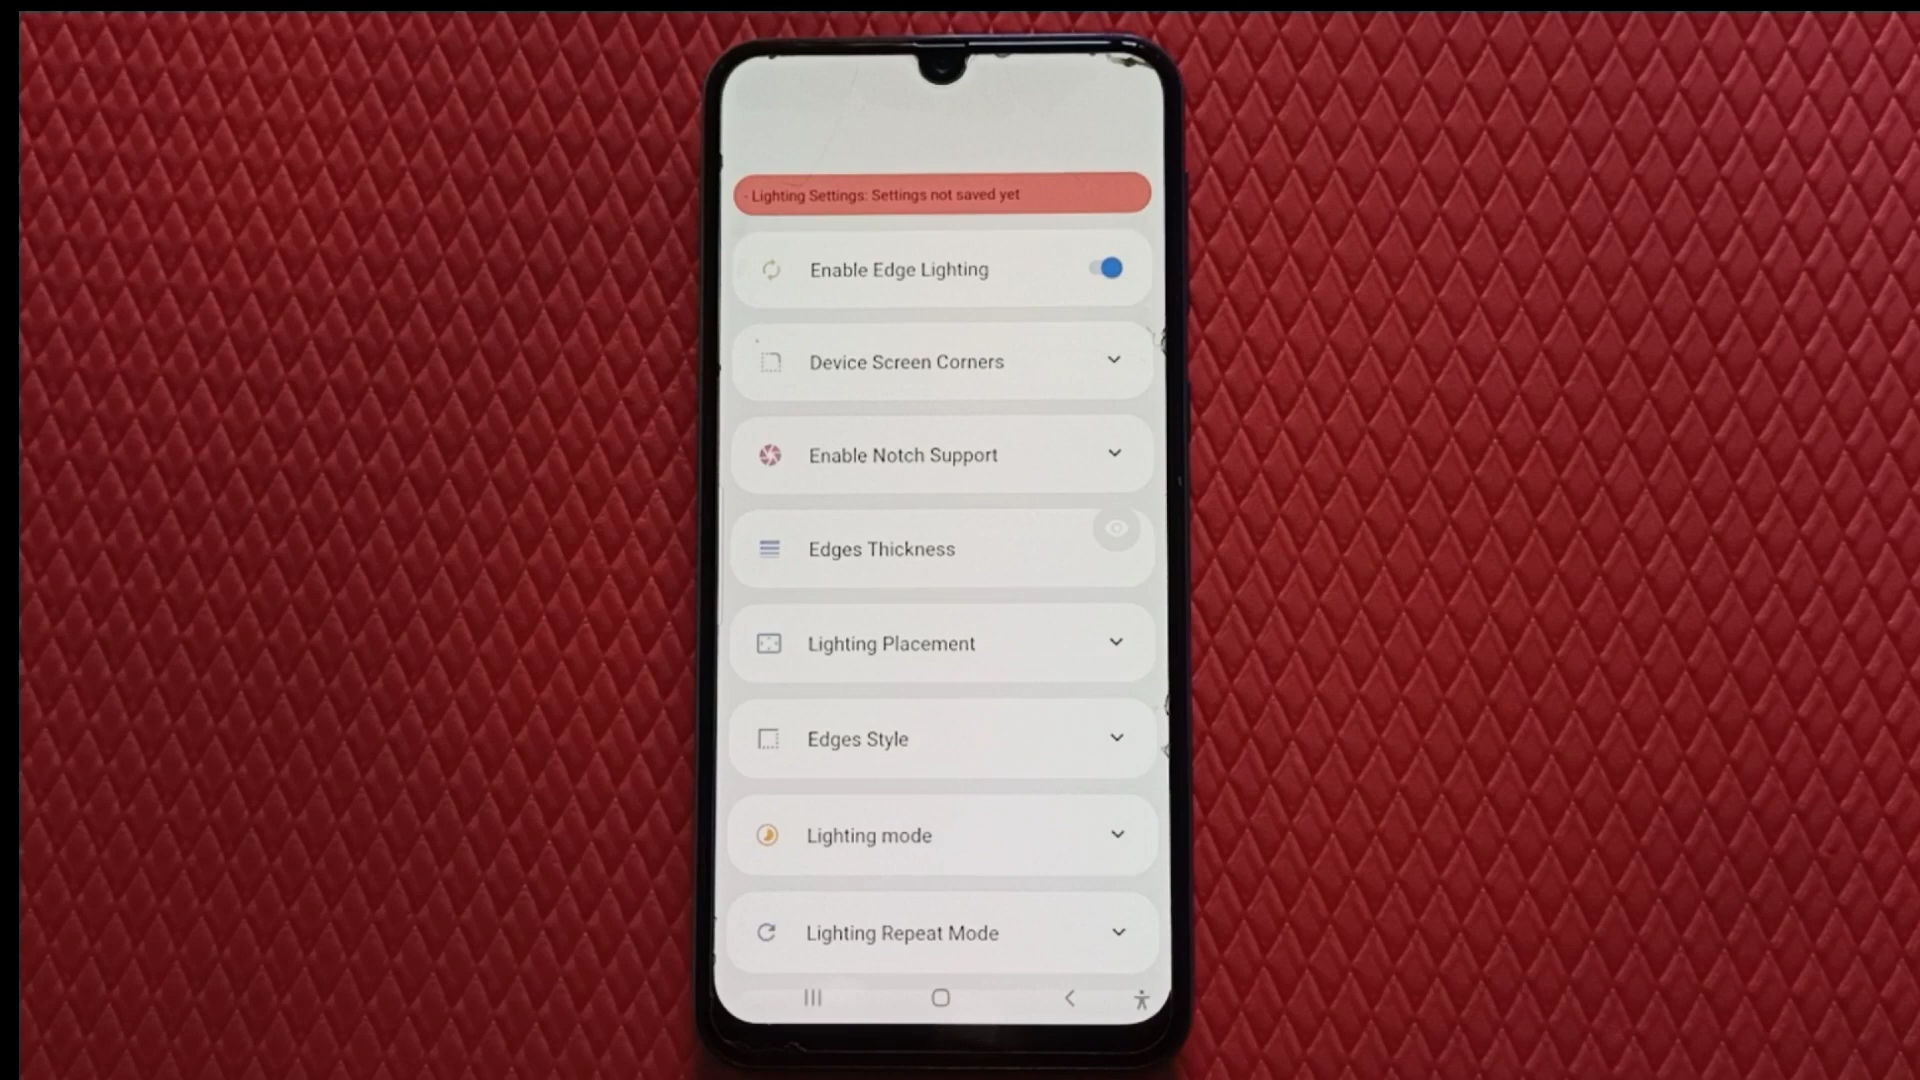 - Lighting Settings: Settings not saved yet
Enable Edge Lighting
Device Screen Corners
Enable Notch Support
Edges Thickness
Lighting Placement
Edges Style
Lighting mode
Lighting Repeat Mode